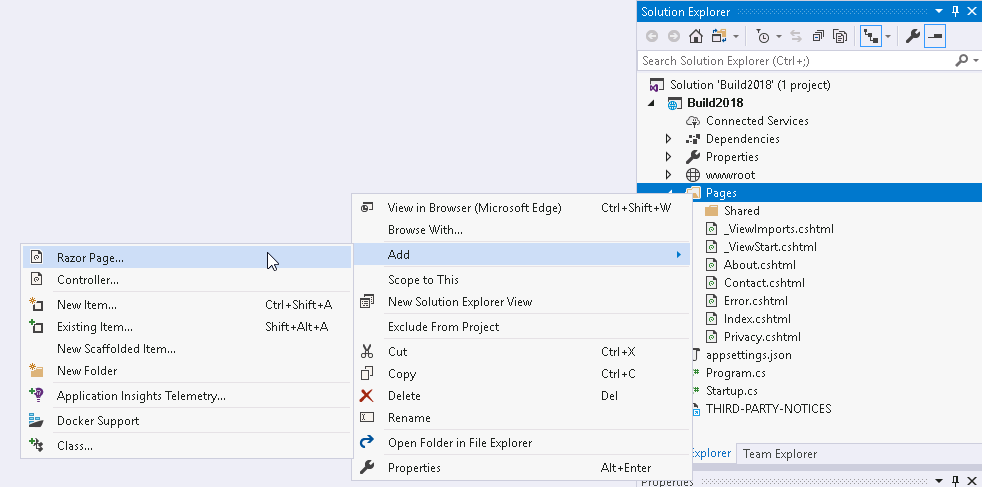 Solution Explorer
Search Solution Explorer (Ctrl+;)
Solution 'Build2018' (1 project)
Build2018
Connected Services
Dependencies
Properties
wwwroot
Pages
Shared
_ViewImports.cshtml
_ViewStart.cshtml
About.cshtml
Contact.cshtml
Error.cshtml
Index.cshtml
Privacy.cshtml
appsettings.json
Program.cs
Startup.cs
THIRD-PARTY-NOTICES
xplorer Team Explorer
Properties
View in Browser (Microsoft Edge) Ctrl+Shift+W
Browse With...
Add
Scope to This
New Solution Explorer View
Exclude From Project
Cut Ctrl+X
Copy Ctrl+C
Delete Del
Rename
Open Folder in File Explorer
Properties Alt+Enter
Razor Page...
Controller...
New Item... Ctrl+Shift+A
Existing Item... Shift+Alt+A
New Scaffolded Item...
New Folder
Application Insights Telemetry...
Docker Support
Class...